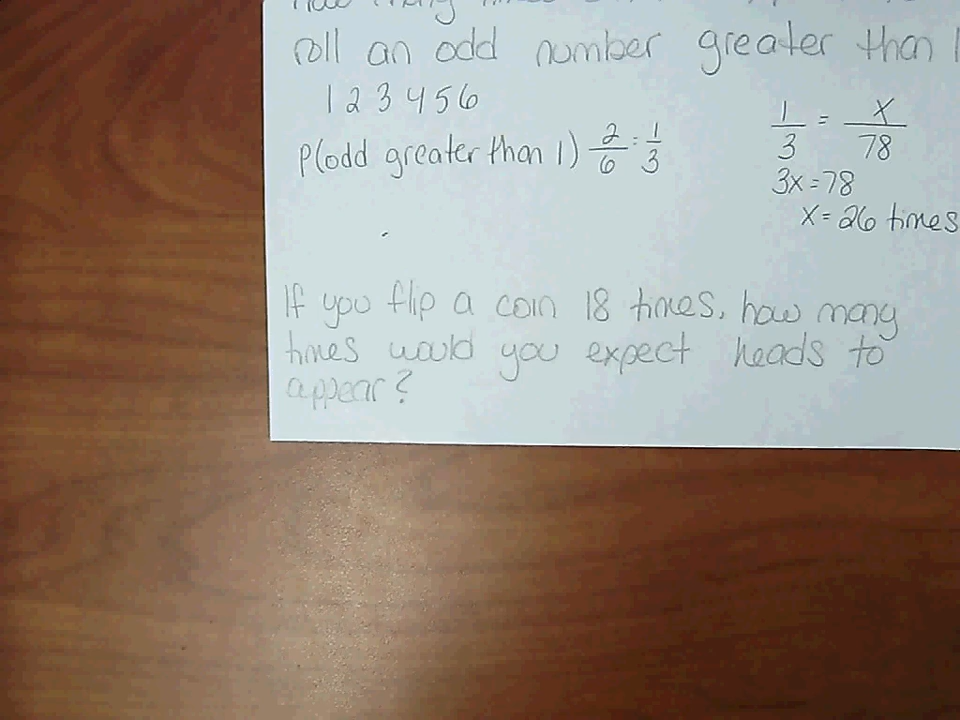 roll an odd number greater than 1
1 2 3 4 5 6
P(odd greater than 1) 2/6 = 1/3
1/3 = x/78
3x = 78
x = 26 times
If you flip a coin 18 times, how many
times would you expect heads to
appear?